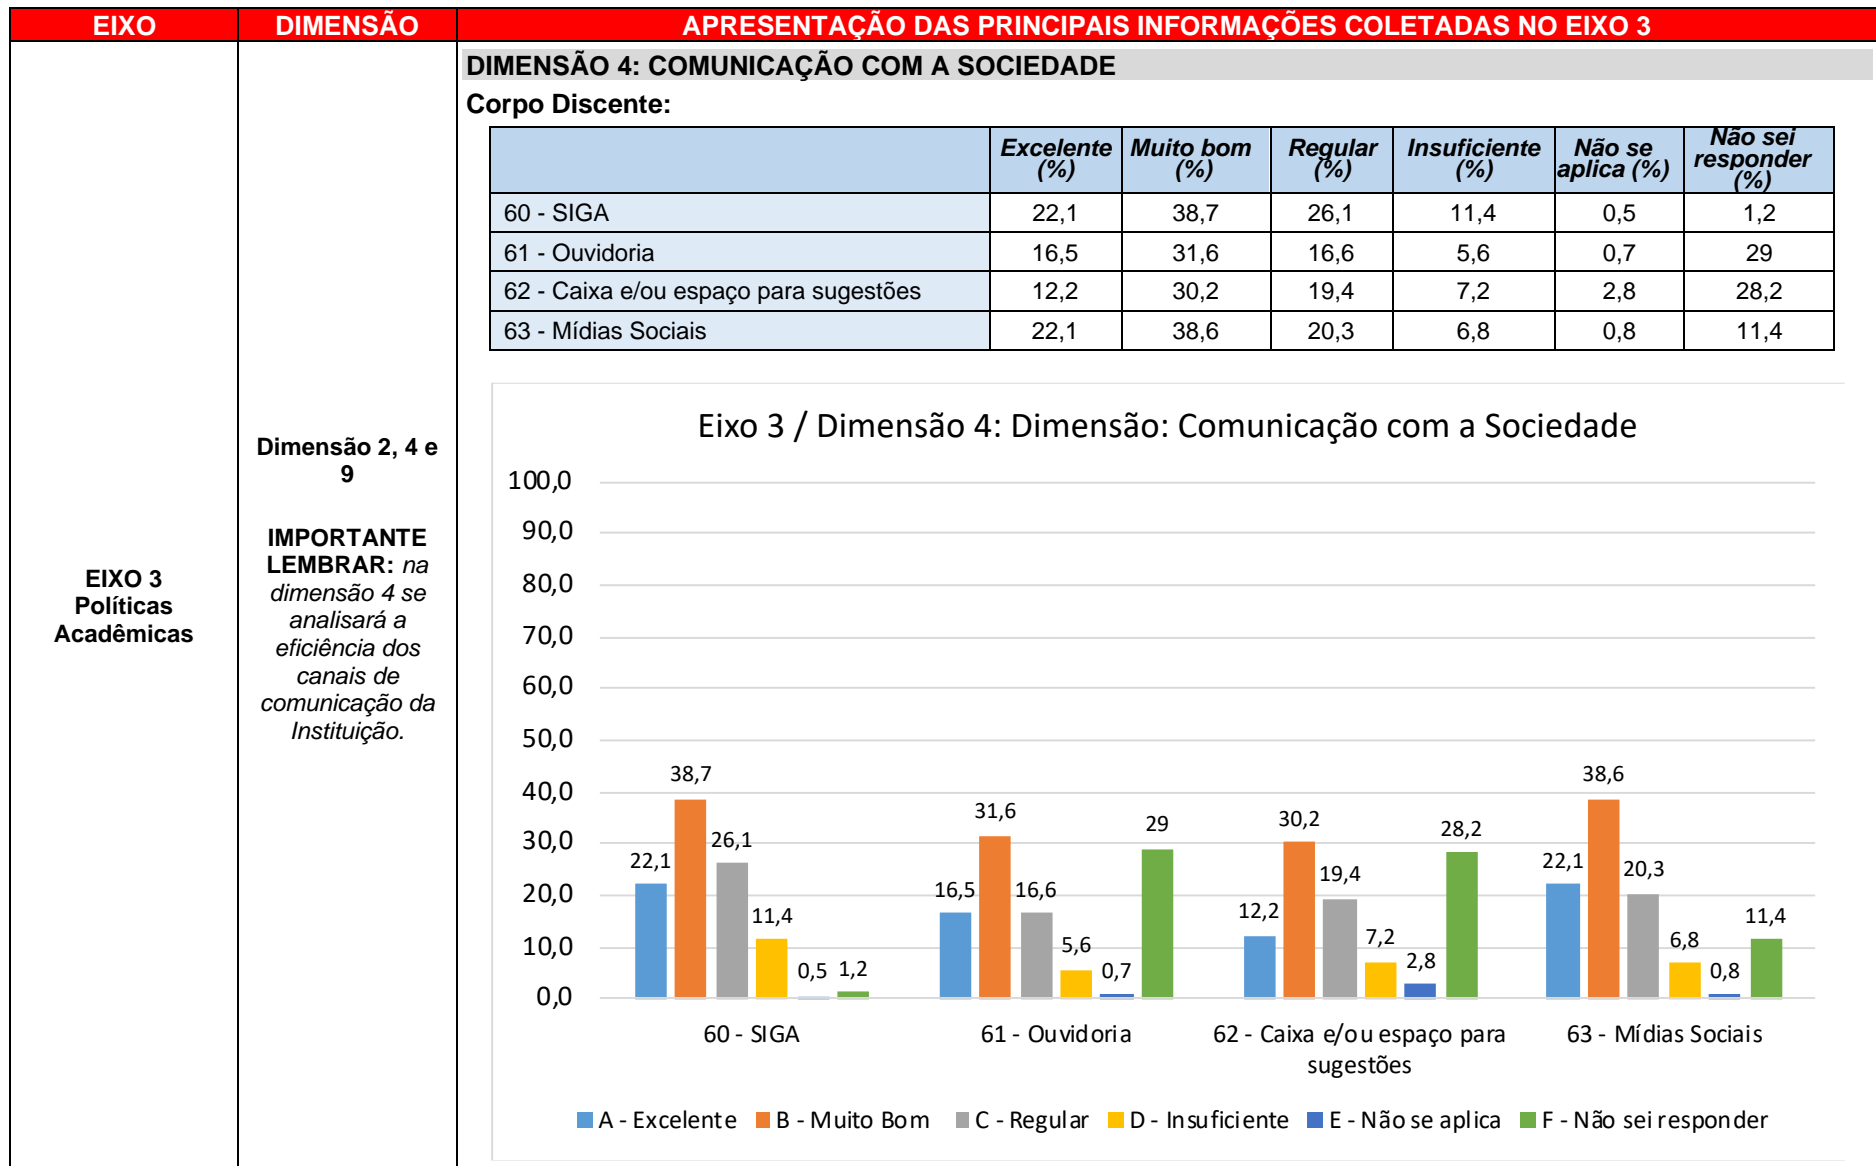 EIXO DIMENSÃO APRESENTAÇÃO DAS PRINCIPAIS INFORMAÇÕES COLETADAS NO EIXO 3
EIXO 3
Políticas
Acadêmicas
Dimensão 2, 4 e
9
IMPORTANTE
LEMBRAR: na
dimensão 4 se
analisará a
eficiência dos
canais de
comunicação da
Instituição.
DIMENSÃO 4: COMUNICAÇÃO COM A SOCIEDADE
Corpo Discente:
Excelente (%) Muito bom (%) Regular (%) Insuficiente (%) Não se aplica (%) Não sei responder (%)
60 - SIGA 22,1 38,7 26,1 11,4 0,5 1,2
61 - Ouvidoria 16,5 31,6 16,6 5,6 0,7 29
62 - Caixa e/ou espaço para sugestões 12,2 30,2 19,4 7,2 2,8 28,2
63 - Mídias Sociais 22,1 38,6 20,3 6,8 0,8 11,4
Eixo 3 / Dimensão 4: Dimensão: Comunicação com a Sociedade
100,0
90,0
80,0
70,0
60,0
50,0
40,0
30,0
20,0
10,0
0,0
22,1 38,7 26,1 11,4 0,5 1,2
16,5 31,6 16,6 5,6 0,7 29
12,2 30,2 19,4 7,2 2,8 28,2
22,1 38,6 20,3 6,8 0,8 11,4
60 - SIGA
61 - Ouvidoria
62 - Caixa e/ou espaço para
sugestões
63 - Mídias Sociais
A - Excelente B - Muito Bom C - Regular D - Insuficiente E - Não se aplica F - Não sei responder